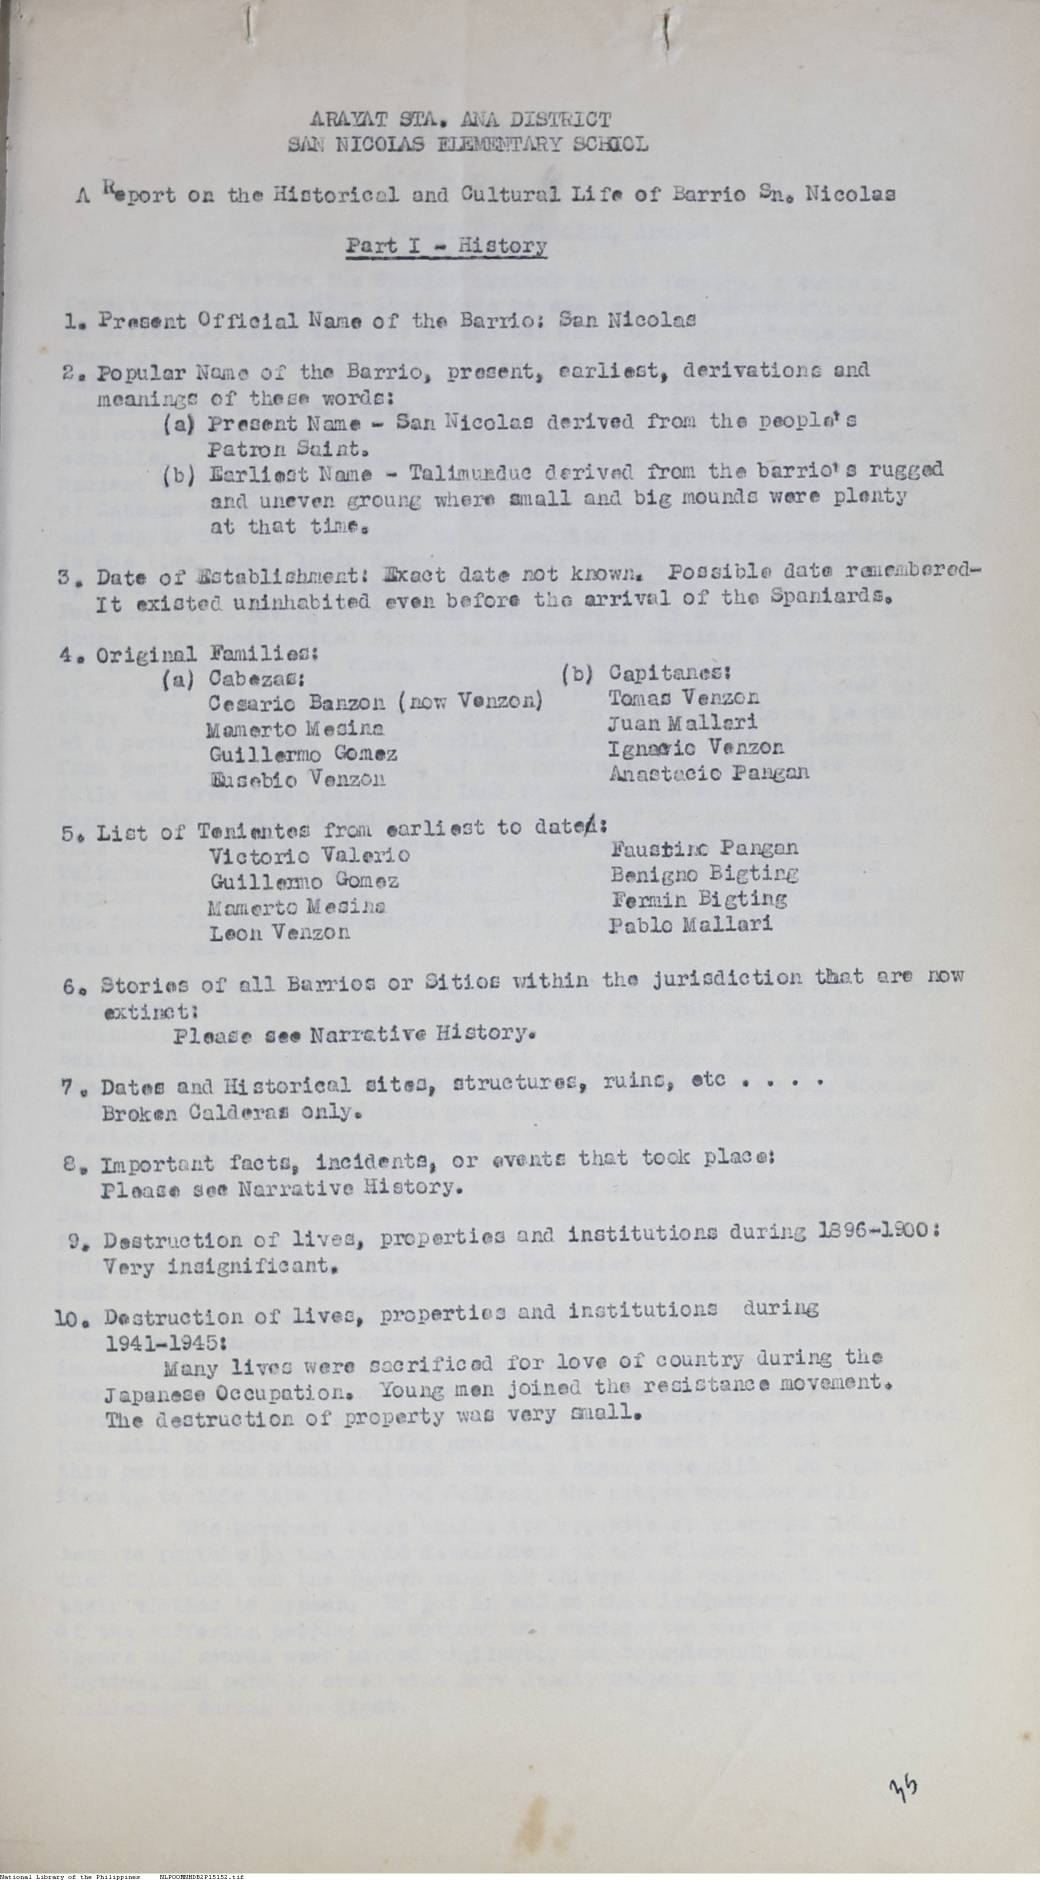 ARAYAT STA. ANA DISTRICT
SAN NICOLAS ELEMENTARY SCHOOL
A Report on the Historical and Cultural Life of Barrio Sn. Nicolas
Part I - History
1. Present Official Name of the Barrio: San Nicolas
2. Popular Name of the Barrio, present, earliest, derivations and
meanings of these words:
(a) Present Name - San Nicolas derived from the people's
Patron Saint.
(b) Earliest Name - Talimunduc derived from the barrio's rugged
and uneven groung where small and big mounds were plenty
at that time.
3. Date of Establishment: Exact date not known. Possible date remembered-
It existed uninhabited even before the arrival of the Spaniards.
4. Original Families:
(a) Cabezas: (b) Capitanes:
Cesario Banzon (now Venzon) Tomas Venzon
Mamerto Mesina Juan Mallari
Guillermo Gomez Ignacio Venzon
Eusebio Venzon Anastacio Pangan
5. List of Tenientes from earliest to date:
Victorio Valerio Faustino Pangan
Guillermo Gomez Benigno Bigting
Mamerto Mesina Fermin Bigting
Leon Venzon Pablo Mallari
6. Stories of all Barrios or Sitios within the jurisdiction that are now
extinct:
Please see Narrative History.
7. Dates and Historical sites, structures, ruins, etc . . . .
Broken Calderas only.
8. Important facts, incidents, or events that took place:
Please see Narrative History.
9. Destruction of lives, properties and institutions during 1896-1900:
Very insignificant.
10. Destruction of lives, properties and institutions during
1941-1945:
Many lives were sacrificed for love of country during the
Japanese Occupation. Young men joined the resistance movement.
The destruction of property was very small.
35
National Library of the Philippines NLPOOMNHDB2P15152.tif